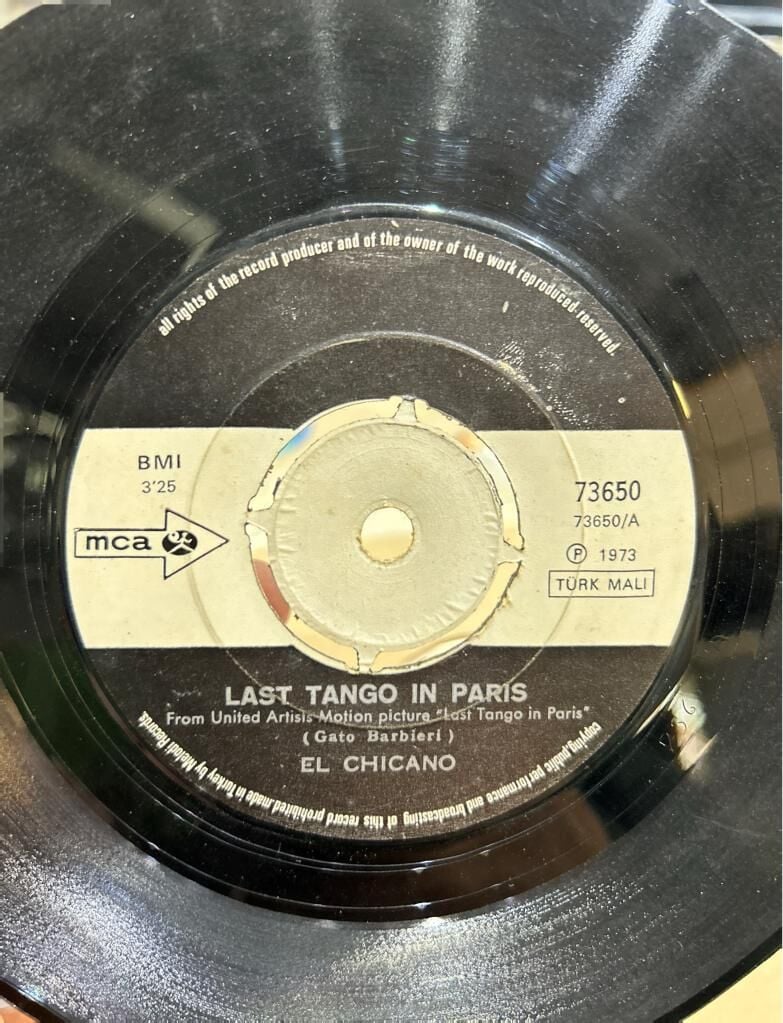 all rights of the record producer and of the owner of the work reproduced reserved.
BMI
3'25
mca
73650
73650/A
℗ 1973
TÜRK MALI
LAST TANGO IN PARIS
From United Artists Motion picture "Last Tango in Paris"
(Gato Barbieri)
EL CHICANO
copying,public performance and broadcasting of this record prohibited.made in Turkey by Melodi Records.